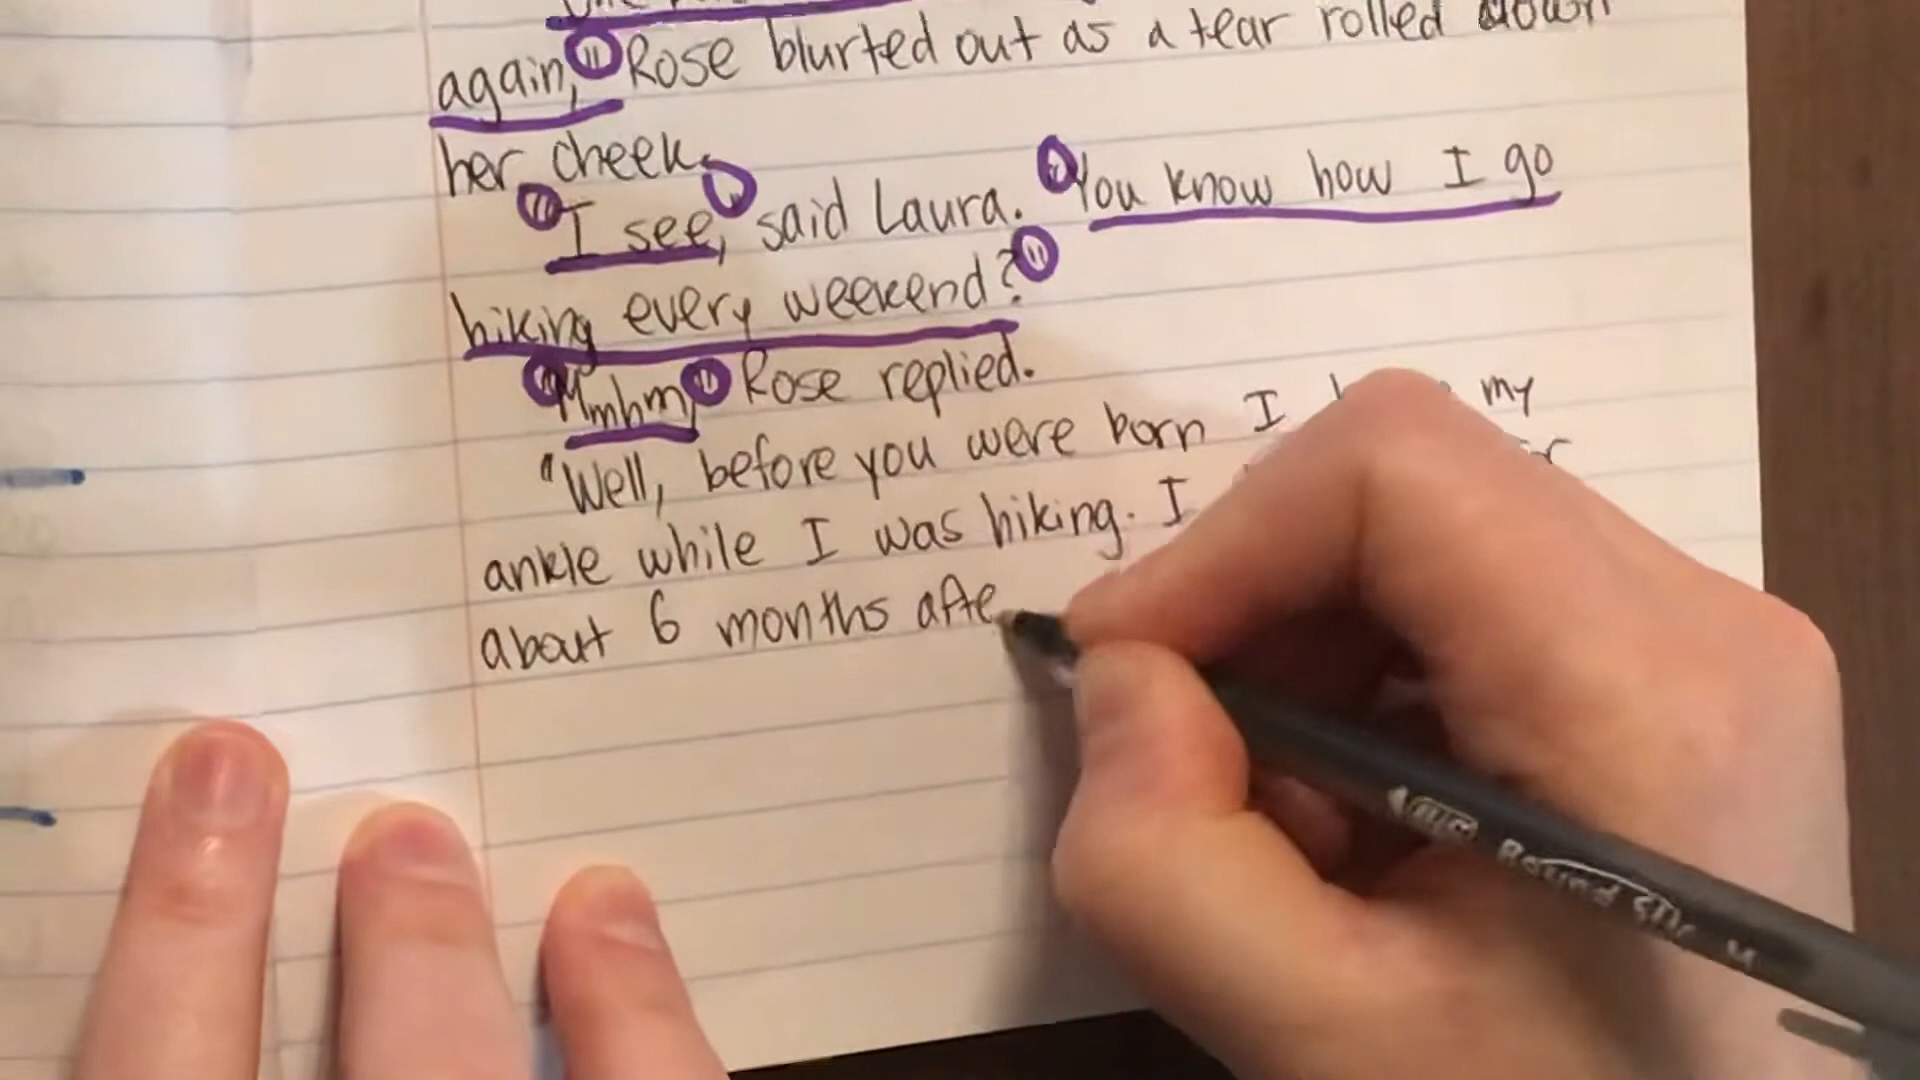 again," Rose blurted out as a tear rolled down
her cheek.
"I see," said Laura. "You know how I go
hiking every weekend?"
"Mmhm," Rose replied.
"Well, before you were born I my
ankle while I was hiking. I
about 6 months afte
BIC Round Stic M